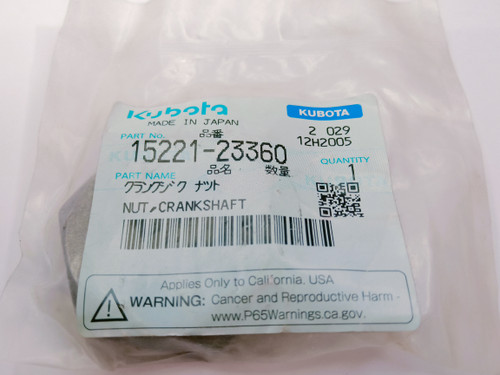 Kubota
KUBOTA
MADE IN JAPAN
PART No. 品番
2 029
12H2005
15221-23360
品名 数量 QUANTITY
PART NAME 1
クランクジク ナット
NUT,CRANKSHAFT
Applies Only to California. USA
WARNING: Cancer and Reproductive Harm -
www.P65Warnings.ca.gov.